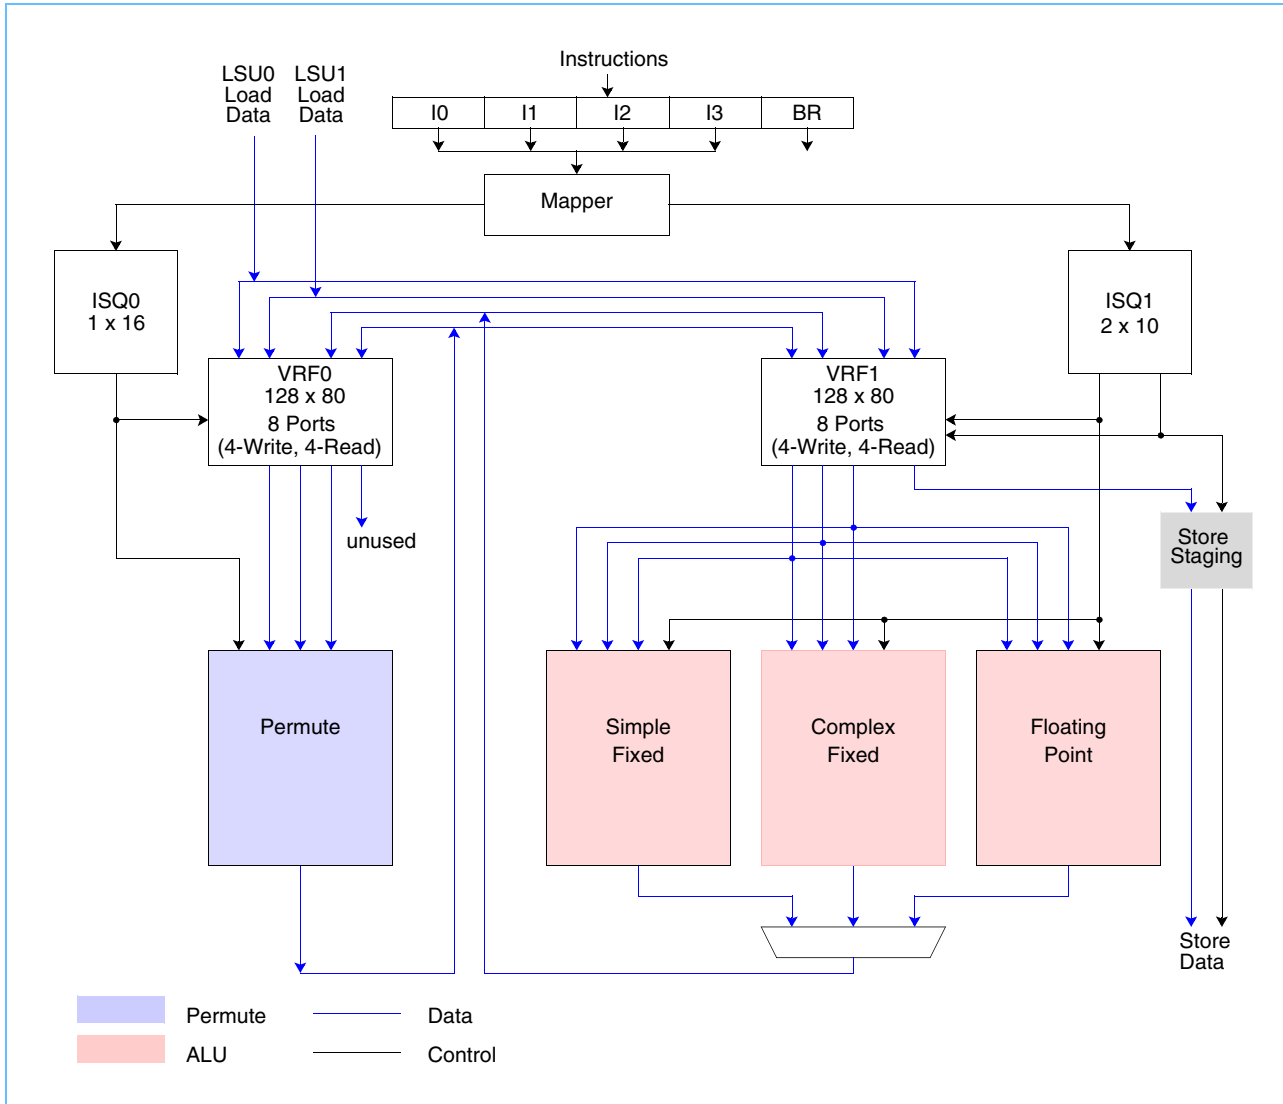 Instructions
LSU0
Load
Data
LSU1
Load
Data
I0
I1
I2
I3
BR
Mapper
ISQ0
1 x 16
ISQ1
2 x 10
VRF0
128 x 80
8 Ports
(4-Write, 4-Read)
VRF1
128 x 80
8 Ports
(4-Write, 4-Read)
unused
Store
Staging
Permute
Simple
Fixed
Complex
Fixed
Floating
Point
Store
Data
Permute
Data
ALU
Control